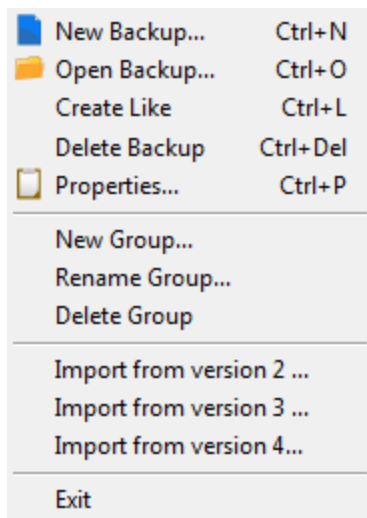 New Backup... Ctrl+N
Open Backup... Ctrl+O
Create Like Ctrl+L
Delete Backup Ctrl+Del
Properties... Ctrl+P
New Group...
Rename Group...
Delete Group
Import from version 2 ...
Import from version 3 ...
Import from version 4...
Exit